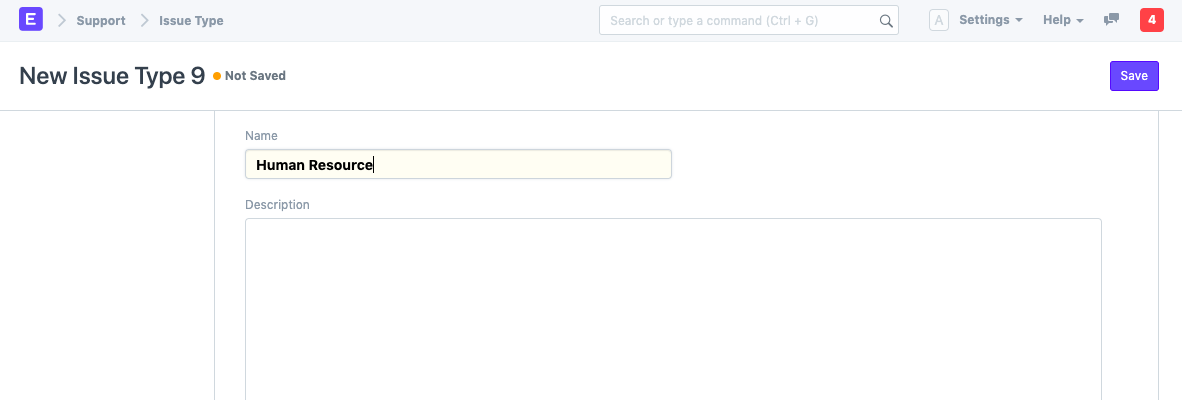 E Support Issue Type Search or type a command (Ctrl + G) A Settings Help 4
New Issue Type 9 Not Saved Save
Name
Human Resource
Description